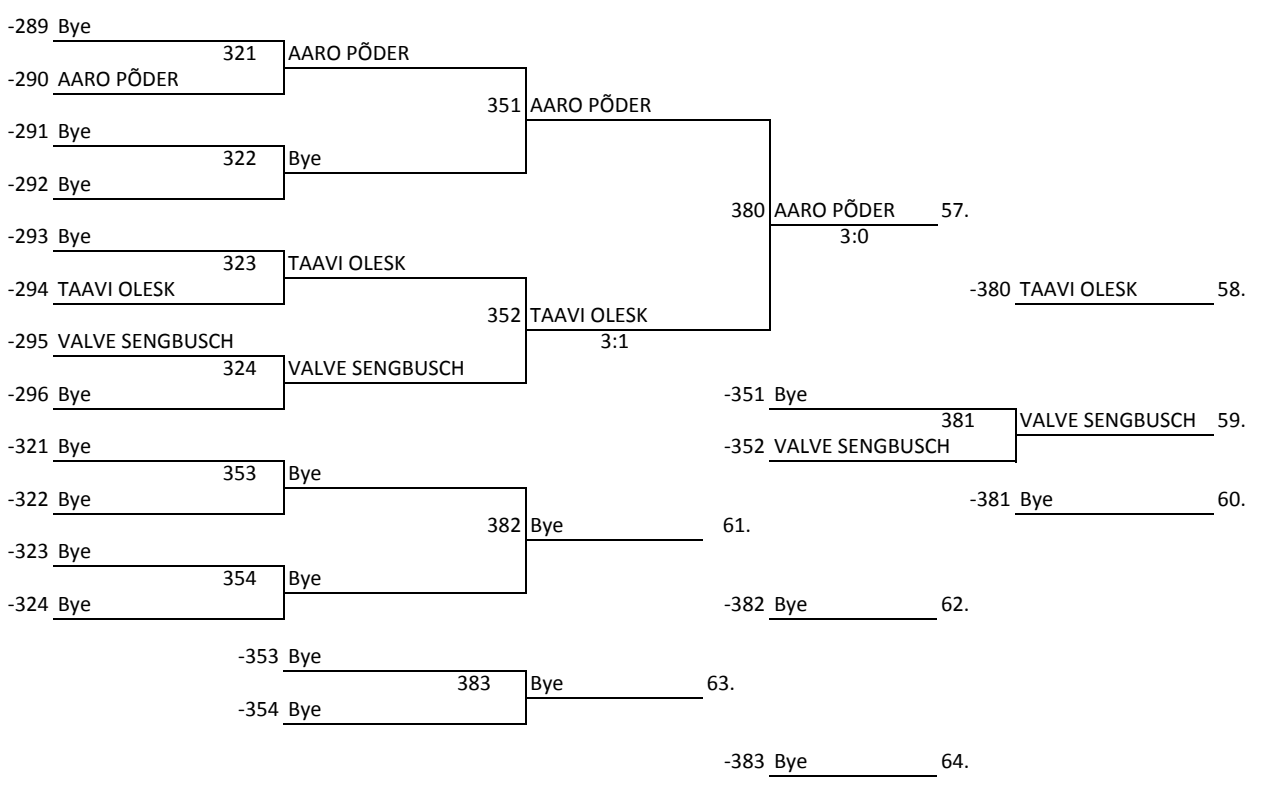 -289 Bye
321 AARO PÕDER
-290 AARO PÕDER
351 AARO PÕDER
-291 Bye
322 Bye
-292 Bye
380 AARO PÕDER 57.
-293 Bye
3:0
323 TAAVI OLESK
-294 TAAVI OLESK
-380 TAAVI OLESK 58.
352 TAAVI OLESK
-295 VALVE SENGBUSCH
3:1
324 VALVE SENGBUSCH
-296 Bye
-351 Bye
381 VALVE SENGBUSCH 59.
-321 Bye
-352 VALVE SENGBUSCH
353 Bye
-322 Bye
-381 Bye 60.
382 Bye 61.
-323 Bye
354 Bye
-324 Bye
-382 Bye 62.
-353 Bye
383 Bye 63.
-354 Bye
-383 Bye 64.